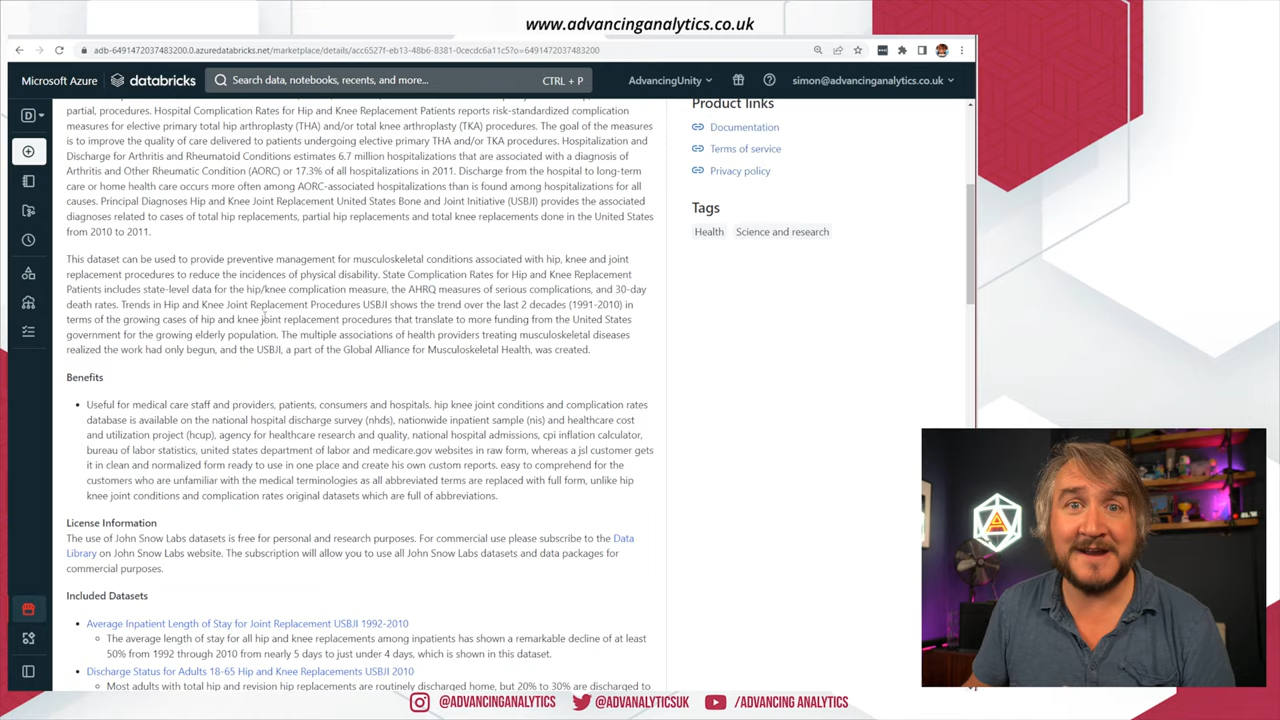 www.advancinganalytics.co.uk
adb-6491472037483200.0.azuredatabricks.net/marketplace/details/acc6527f-eb13-48b6-8381-0cecdc6a11c5?o=6491472037483200
Microsoft Azure
databricks
Search data, notebooks, recents, and more...
CTRL + P
AdvancingUnity
simon@advancinganalytics.co.uk
D
partial, procedures. Hospital Complication Rates for Hip and Knee Replacement Patients reports risk-standardized complication
measures for elective primary total hip arthroplasty (THA) and/or total knee arthroplasty (TKA) procedures. The goal of the measures
is to improve the quality of care delivered to patients undergoing elective primary THA and/or TKA procedures. Hospitalization and
Discharge for Arthritis and Rheumatoid Conditions estimates 6.7 million hospitalizations that are associated with a diagnosis of
Arthritis and Other Rheumatic Condition (AORC) or 17.3% of all hospitalizations in 2011. Discharge from the hospital to long-term
care or home health care occurs more often among AORC-associated hospitalizations than is found among hospitalizations for all
causes. Principal Diagnoses Hip and Knee Joint Replacement United States Bone and Joint Initiative (USBJI) provides the associated
diagnoses related to cases of total hip replacements, partial hip replacements and total knee replacements done in the United States
from 2010 to 2011.
This dataset can be used to provide preventive management for musculoskeletal conditions associated with hip, knee and joint
replacement procedures to reduce the incidences of physical disability. State Complication Rates for Hip and Knee Replacement
Patients includes state-level data for the hip/knee complication measure, the AHRQ measures of serious complications, and 30-day
death rates. Trends in Hip and Knee Joint Replacement Procedures USBJI shows the trend over the last 2 decades (1991-2010) in
terms of the growing cases of hip and knee joint replacement procedures that translate to more funding from the United States
government for the growing elderly population. The multiple associations of health providers treating musculoskeletal diseases
realized the work had only begun, and the USBJI, a part of the Global Alliance for Musculoskeletal Health, was created.
Benefits
• Useful for medical care staff and providers, patients, consumers and hospitals. hip knee joint conditions and complication rates
database is available on the national hospital discharge survey (nhds), nationwide inpatient sample (nis) and healthcare cost
and utilization project (hcup), agency for healthcare research and quality, national hospital admissions, cpi inflation calculator,
bureau of labor statistics, united states department of labor and medicare.gov websites in raw form, whereas a jsl customer gets
it in clean and normalized form ready to use in one place and create his own custom reports. easy to comprehend for the
customers who are unfamiliar with the medical terminologies as all abbreviated terms are replaced with full form, unlike hip
knee joint conditions and complication rates original datasets which are full of abbreviations.
License Information
The use of John Snow Labs datasets is free for personal and research purposes. For commercial use please subscribe to the Data
Library on John Snow Labs website. The subscription will allow you to use all John Snow Labs datasets and data packages for
commercial purposes.
Included Datasets
• Average Inpatient Length of Stay for Joint Replacement USBJI 1992-2010
The average length of stay for all hip and knee replacements among inpatients has shown a remarkable decline of at least
50% from 1992 through 2010 from nearly 5 days to just under 4 days, which is shown in this dataset.
• Discharge Status for Adults 18-65 Hip and Knee Replacements USBJI 2010
Most adults with total hip and revision hip replacements are routinely discharged home, but 20% to 30% are discharged to
Product links
Documentation
Terms of service
Privacy policy
Tags
Health
Science and research
@ADVANCINGANALYTICS
@ADVANALYTICSUK
/ADVANCING ANALYTICS